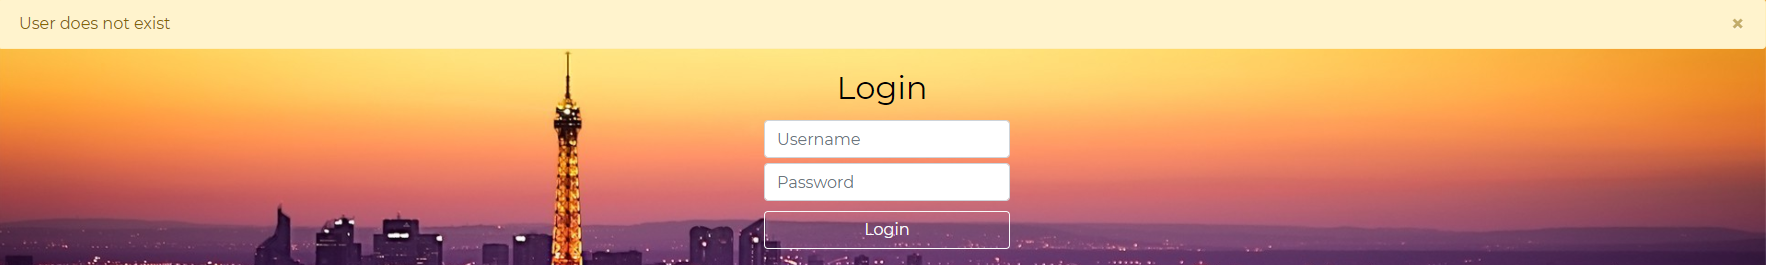 User does not exist ×
Login
Username
Password
Login